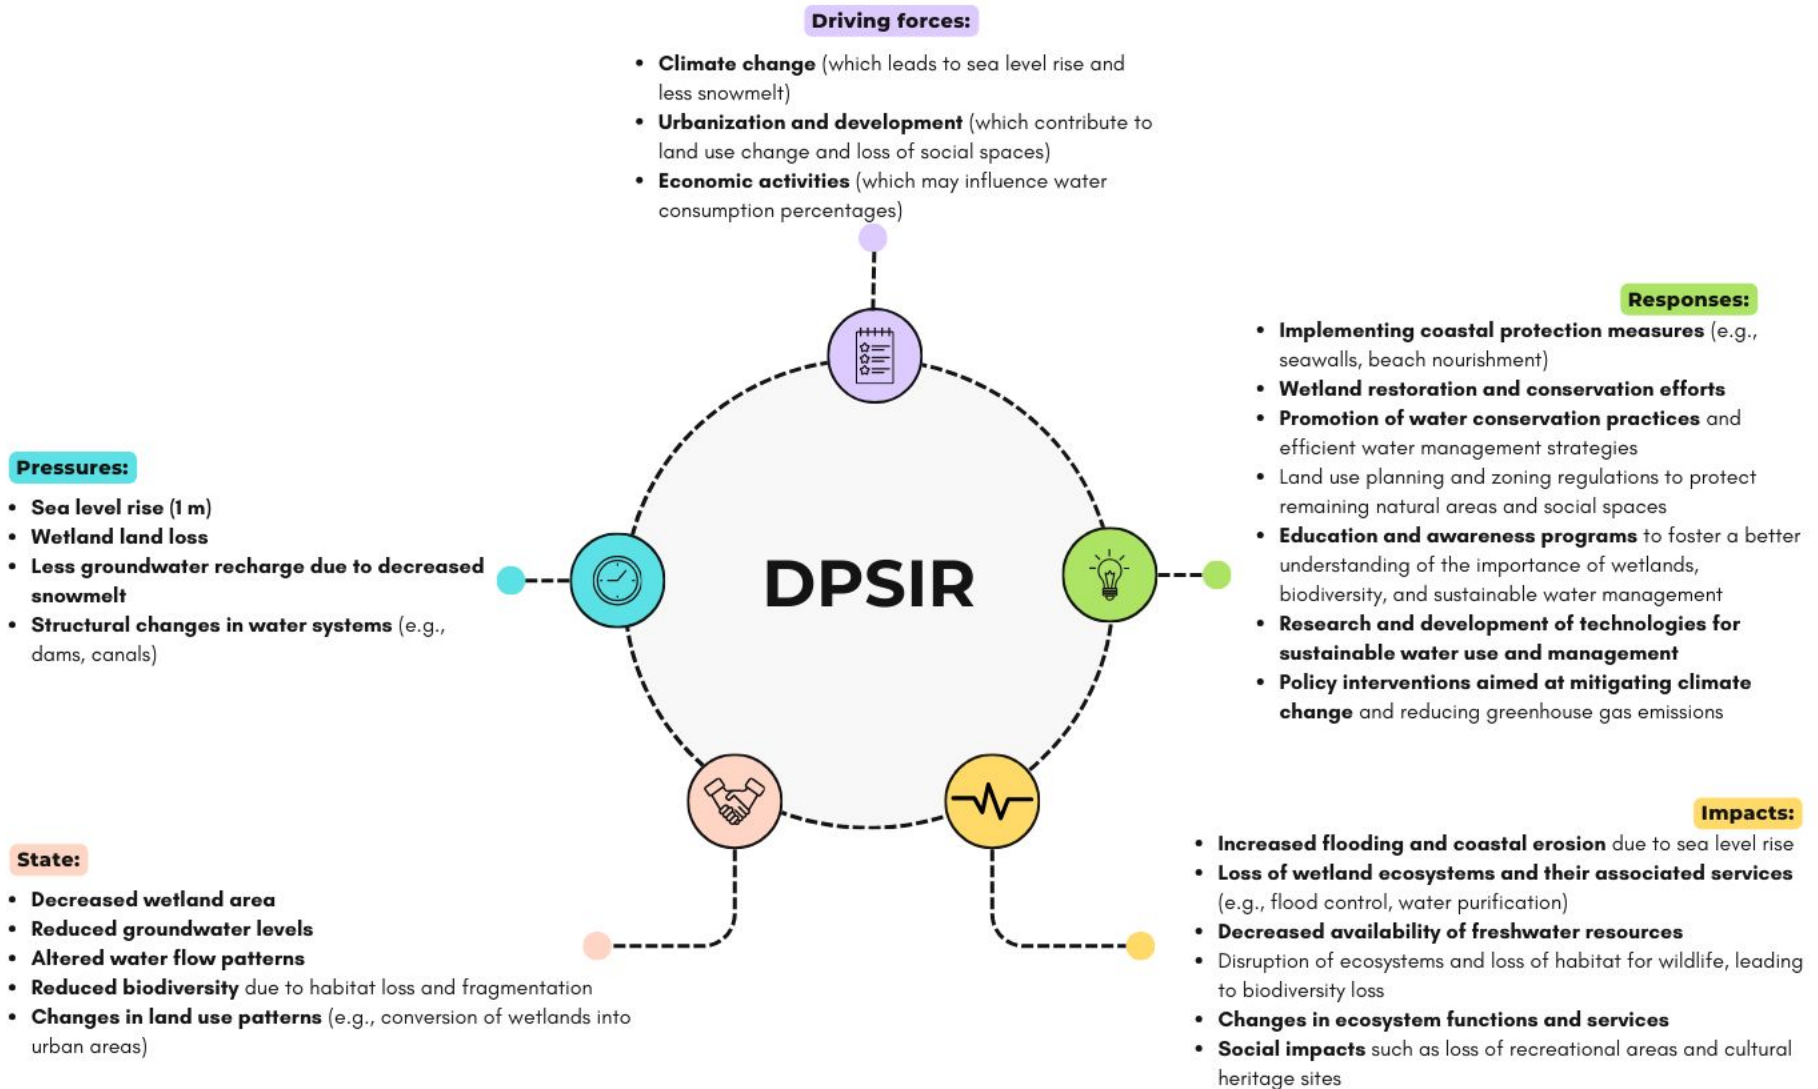 Driving forces:
• Climate change (which leads to sea level rise and
less snowmelt)
• Urbanization and development (which contribute to
land use change and loss of social spaces)
• Economic activities (which may influence water
consumption percentages)
Responses:
• Implementing coastal protection measures (e.g.,
seawalls, beach nourishment)
• Wetland restoration and conservation efforts
• Promotion of water conservation practices and
efficient water management strategies
• Land use planning and zoning regulations to protect
remaining natural areas and social spaces
• Education and awareness programs to foster a better
understanding of the importance of wetlands,
biodiversity, and sustainable water management
• Research and development of technologies for
sustainable water use and management
• Policy interventions aimed at mitigating climate
change and reducing greenhouse gas emissions
Pressures:
• Sea level rise (1 m)
• Wetland land loss
• Less groundwater recharge due to decreased
snowmelt
• Structural changes in water systems (e.g.,
dams, canals)
DPSIR
State:
• Decreased wetland area
• Reduced groundwater levels
• Altered water flow patterns
• Reduced biodiversity due to habitat loss and fragmentation
• Changes in land use patterns (e.g., conversion of wetlands into
urban areas)
Impacts:
• Increased flooding and coastal erosion due to sea level rise
• Loss of wetland ecosystems and their associated services
(e.g., flood control, water purification)
• Decreased availability of freshwater resources
• Disruption of ecosystems and loss of habitat for wildlife, leading
to biodiversity loss
• Changes in ecosystem functions and services
• Social impacts such as loss of recreational areas and cultural
heritage sites